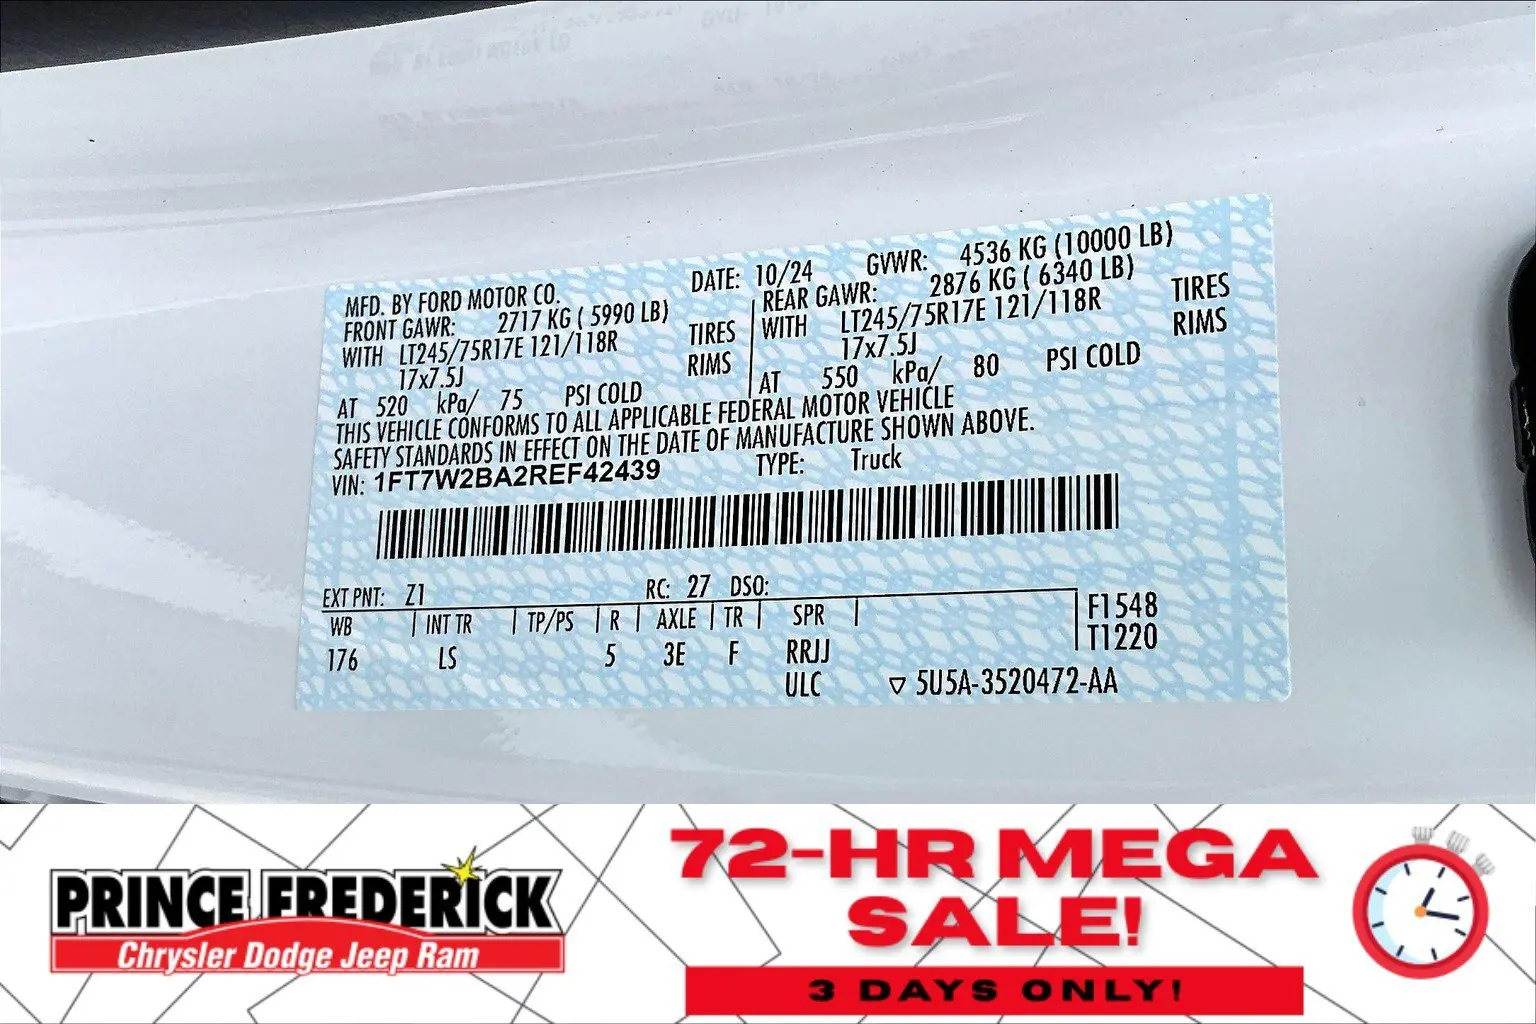 MFD. BY FORD MOTOR CO. DATE: 10/24 GVWR: 4536 KG (10000 LB)
FRONT GAWR: 2717 KG ( 5990 LB) REAR GAWR: 2876 KG ( 6340 LB)
WITH LT245/75R17E 121/118R TIRES WITH LT245/75R17E 121/118R TIRES
17x7.5J RIMS 17x7.5J RIMS
AT 520 kPa/ 75 PSI COLD AT 550 kPa/ 80 PSI COLD
THIS VEHICLE CONFORMS TO ALL APPLICABLE FEDERAL MOTOR VEHICLE
SAFETY STANDARDS IN EFFECT ON THE DATE OF MANUFACTURE SHOWN ABOVE.
VIN: 1FT7W2BA2REF42439 TYPE: Truck
EXT PNT: Z1 RC: 27 DSO:
WB | INT TR | TP/PS | R | AXLE | TR | SPR | F1548
176 LS 5 3E F RRJJ T1220
ULC ▽ 5U5A-3520472-AA
PRINCE FREDERICK
Chrysler Dodge Jeep Ram
72-HR MEGA
SALE!
3 DAYS ONLY!